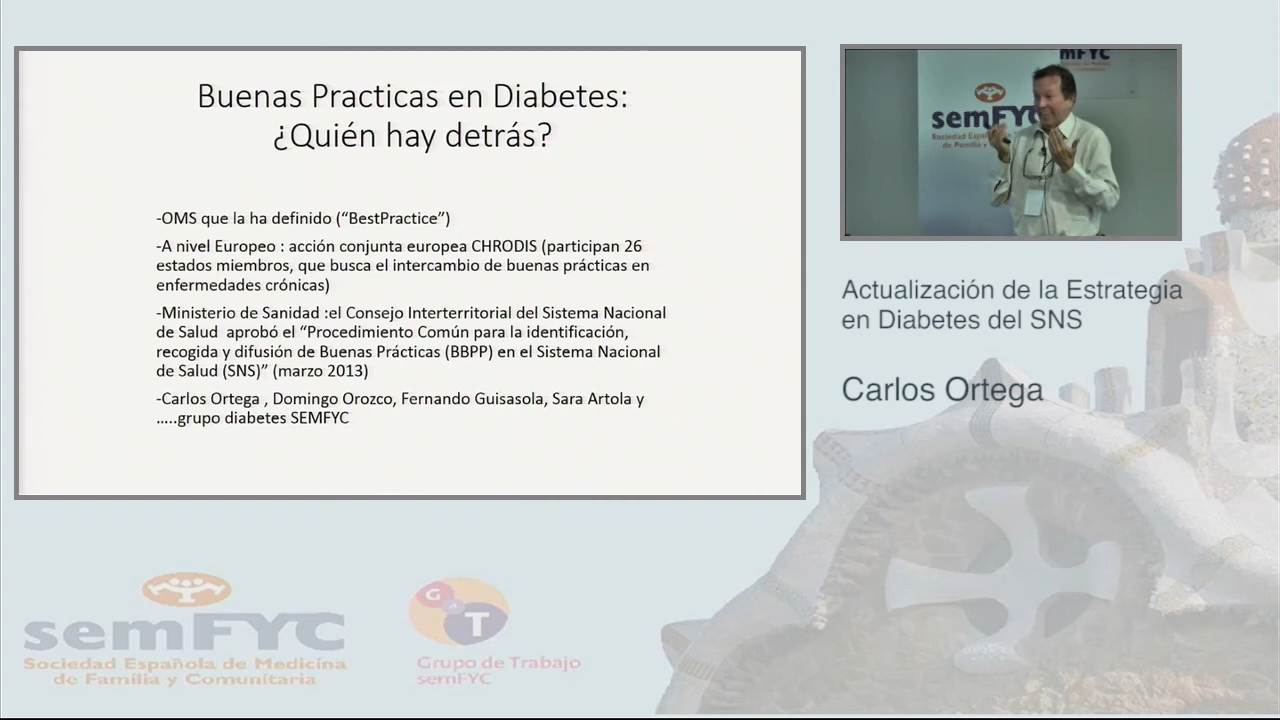 Buenas Practicas en Diabetes:
¿Quién hay detrás?
-OMS que la ha definido (“BestPractice”)
-A nivel Europeo : acción conjunta europea CHRODIS (participan 26
estados miembros, que busca el intercambio de buenas prácticas en
enfermedades crónicas)
-Ministerio de Sanidad :el Consejo Interterritorial del Sistema Nacional
de Salud aprobó el “Procedimiento Común para la identificación,
recogida y difusión de Buenas Prácticas (BBPP) en el Sistema Nacional
de Salud (SNS)” (marzo 2013)
-Carlos Ortega , Domingo Orozco, Fernando Guisasola, Sara Artola y
…..grupo diabetes SEMFYC
mFYC
semFYC
Sociedad
de Familia y
Actualización de la Estrategia
en Diabetes del SNS
Carlos Ortega
semFYC
Sociedad Española de Medicina
de Familia y Comunitaria
G d T
Grupo de Trabajo
semFYC